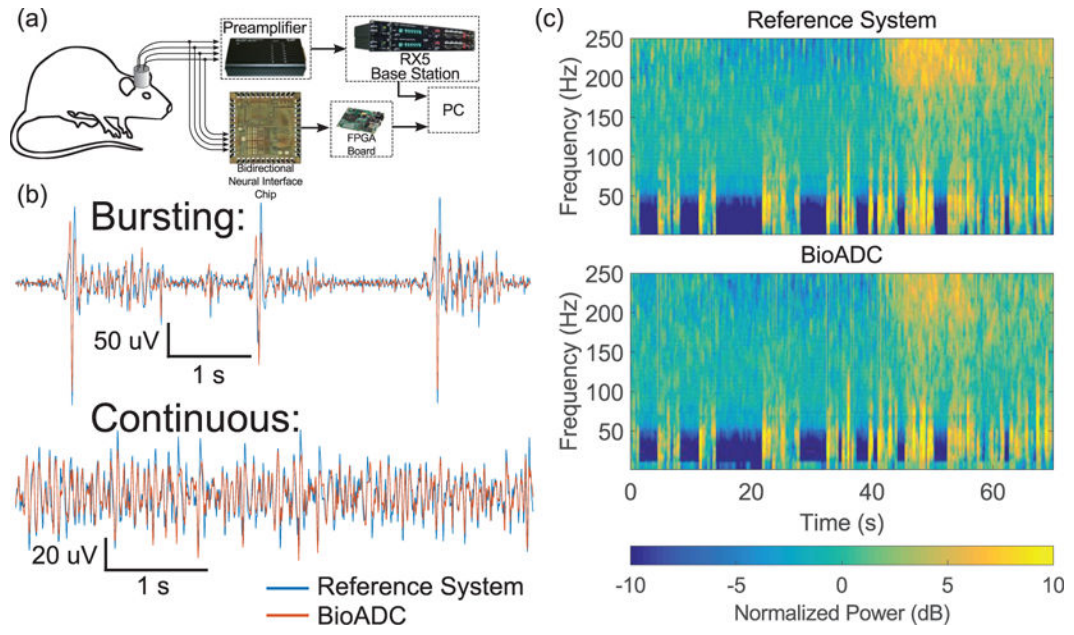 (a)
Preamplifier
RX5
Base Station
PC
FPGA
Board
Bidirectional
Neural Interface
Chip
(b)
Bursting:
50 uV
1 s
Continuous:
20 uV
1 s
Reference System
BioADC
(c)
Reference System
250
200
150
100
50
Frequency (Hz)
BioADC
250
200
150
100
50
Frequency (Hz)
0 20 40 60
Time (s)
-10 -5 0 5 10
Normalized Power (dB)